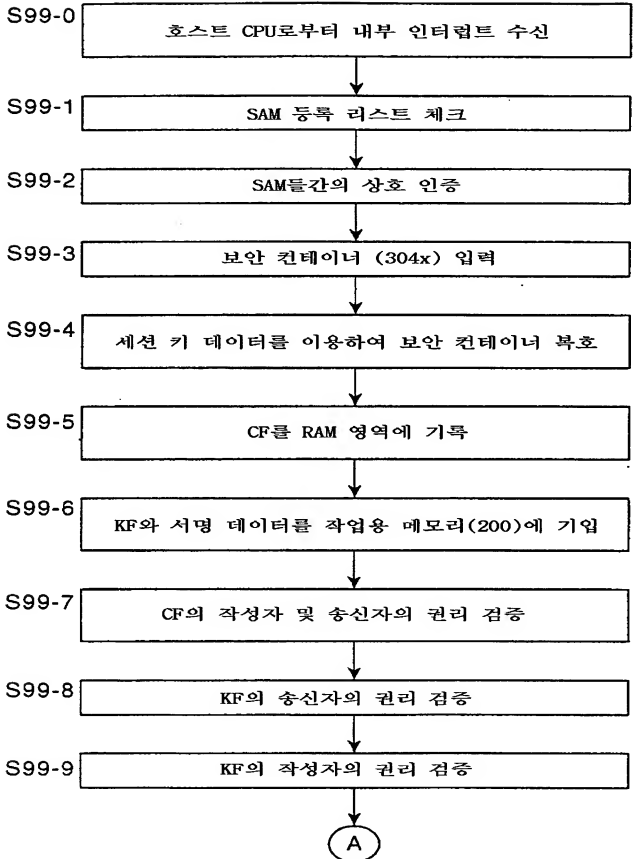 S99-0
호스트 CPU로부터 내부 인터럽트 수신
S99-1
SAM 등록 리스트 체크
S99-2
SAM들간의 상호 인증
S99-3
보안 컨테이너 (304x) 입력
S99-4
세션 키 데이터를 이용하여 보안 컨테이너 복호
S99-5
CF를 RAM 영역에 기록
S99-6
KF와 서명 데이터를 작업용 메모리(200)에 기입
S99-7
CF의 작성자 및 송신자의 권리 검증
S99-8
KF의 송신자의 권리 검증
S99-9
KF의 작성자의 권리 검증
A